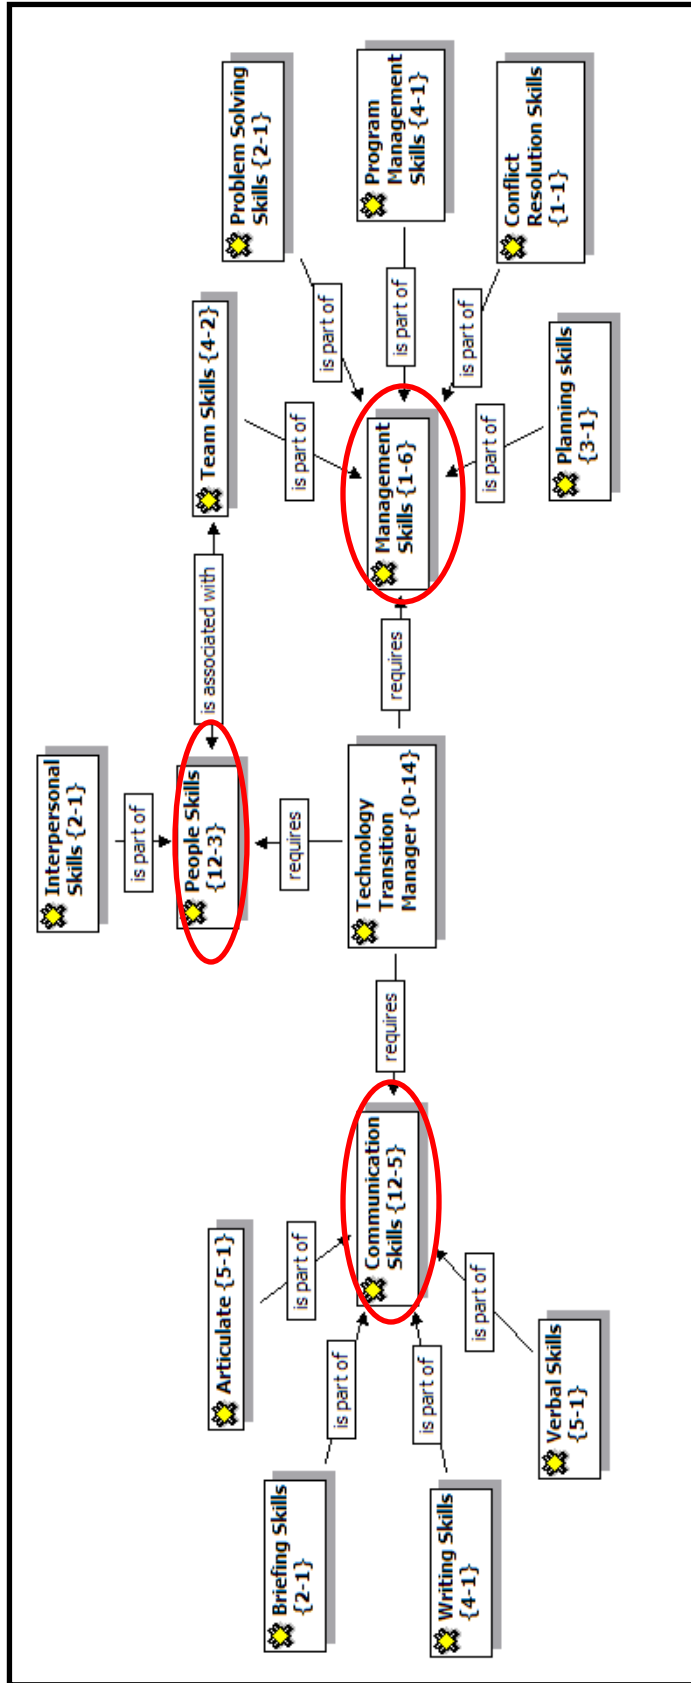 Interpersonal
Skills {2-1}
is part of
People Skills
{12-3}
is associated with
Team Skills {4-2}
Problem Solving
Skills {2-1}
is part of
is part of
Articulate {5-1}
is part of
requires
Briefing Skills
{2-1}
is part of
Communication
Skills {12-5}
requires
Technology
Transition
Manager {0-14}
requires
Management
Skills {1-6}
is part of
Program
Management
Skills {4-1}
Writing Skills
{4-1}
is part of
is part of
Verbal Skills
{5-1}
is part of
Planning skills
{3-1}
is part of
Conflict
Resolution Skills
{1-1}